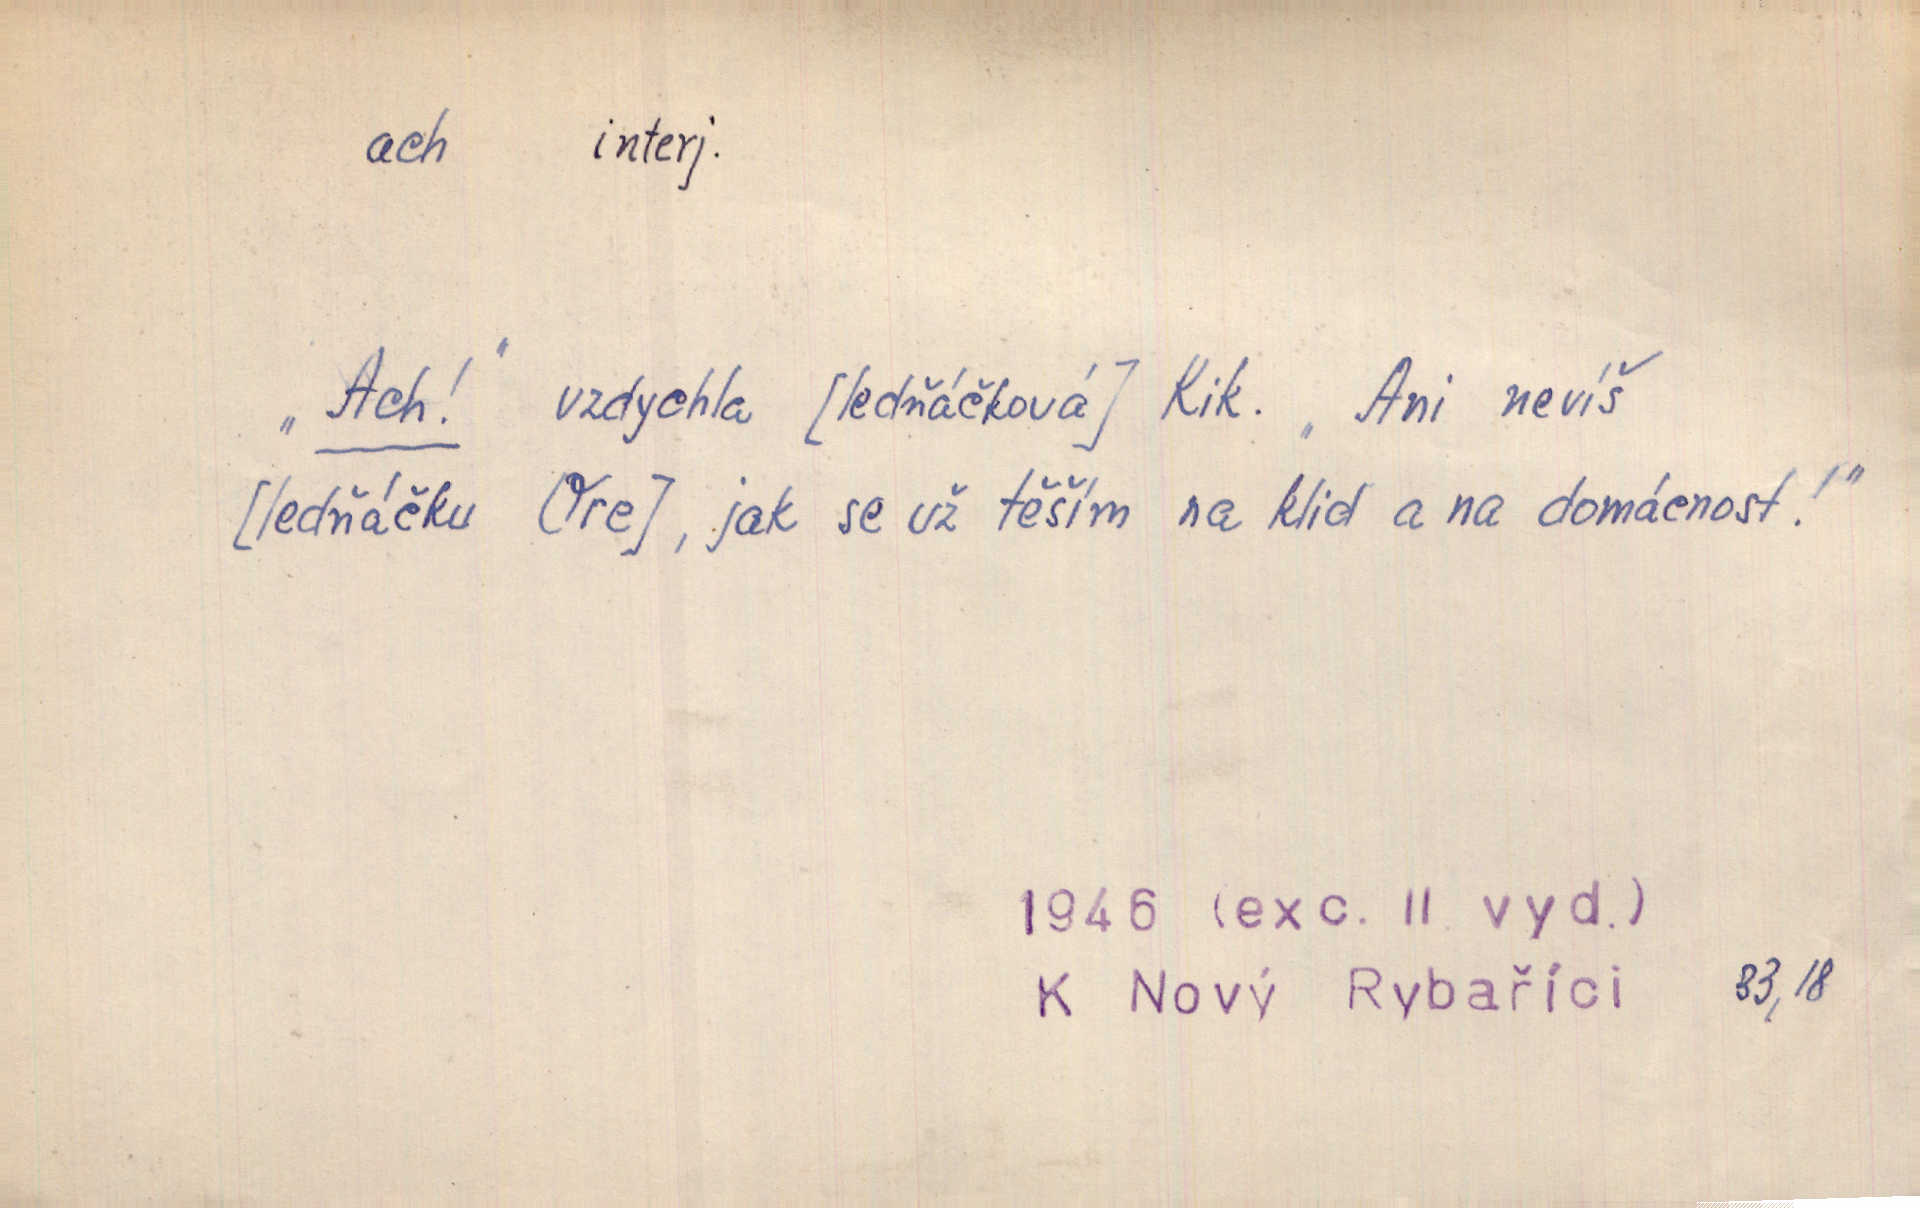 ach interj.
„Ach!" vzdychla [ledňáčková] Kik. „Ani nevíš
[ledňáčku Ore], jak se už těším na klid a na domácnost!"
1946 (exc. II. vyd.)
K Nový Rybaříci 83,18